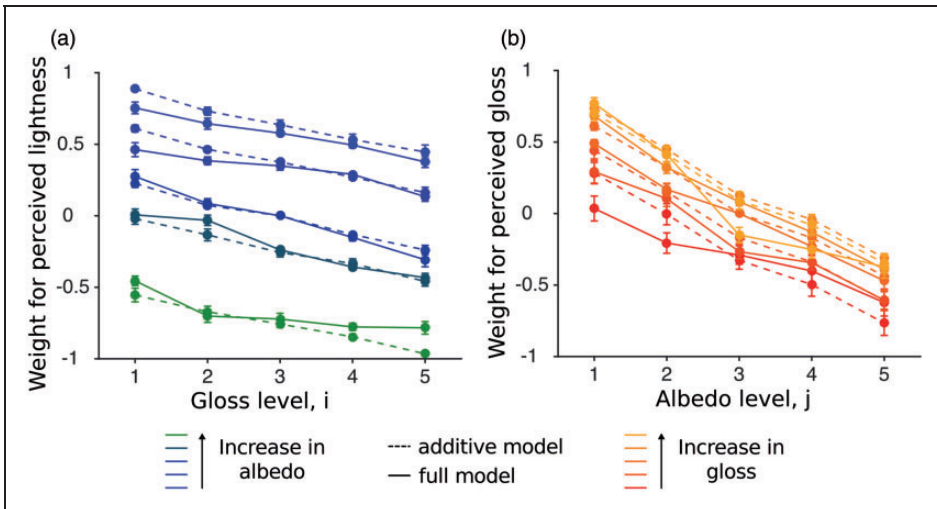 (a)
Weight for perceived lightness
1
0.5
0
-0.5
-1
1 2 3 4 5
Gloss level, i
(b)
Weight for perceived gloss
1
0.5
0
-0.5
-1
1 2 3 4 5
Albedo level, j
Increase in
albedo
additive model
full model
Increase in
gloss